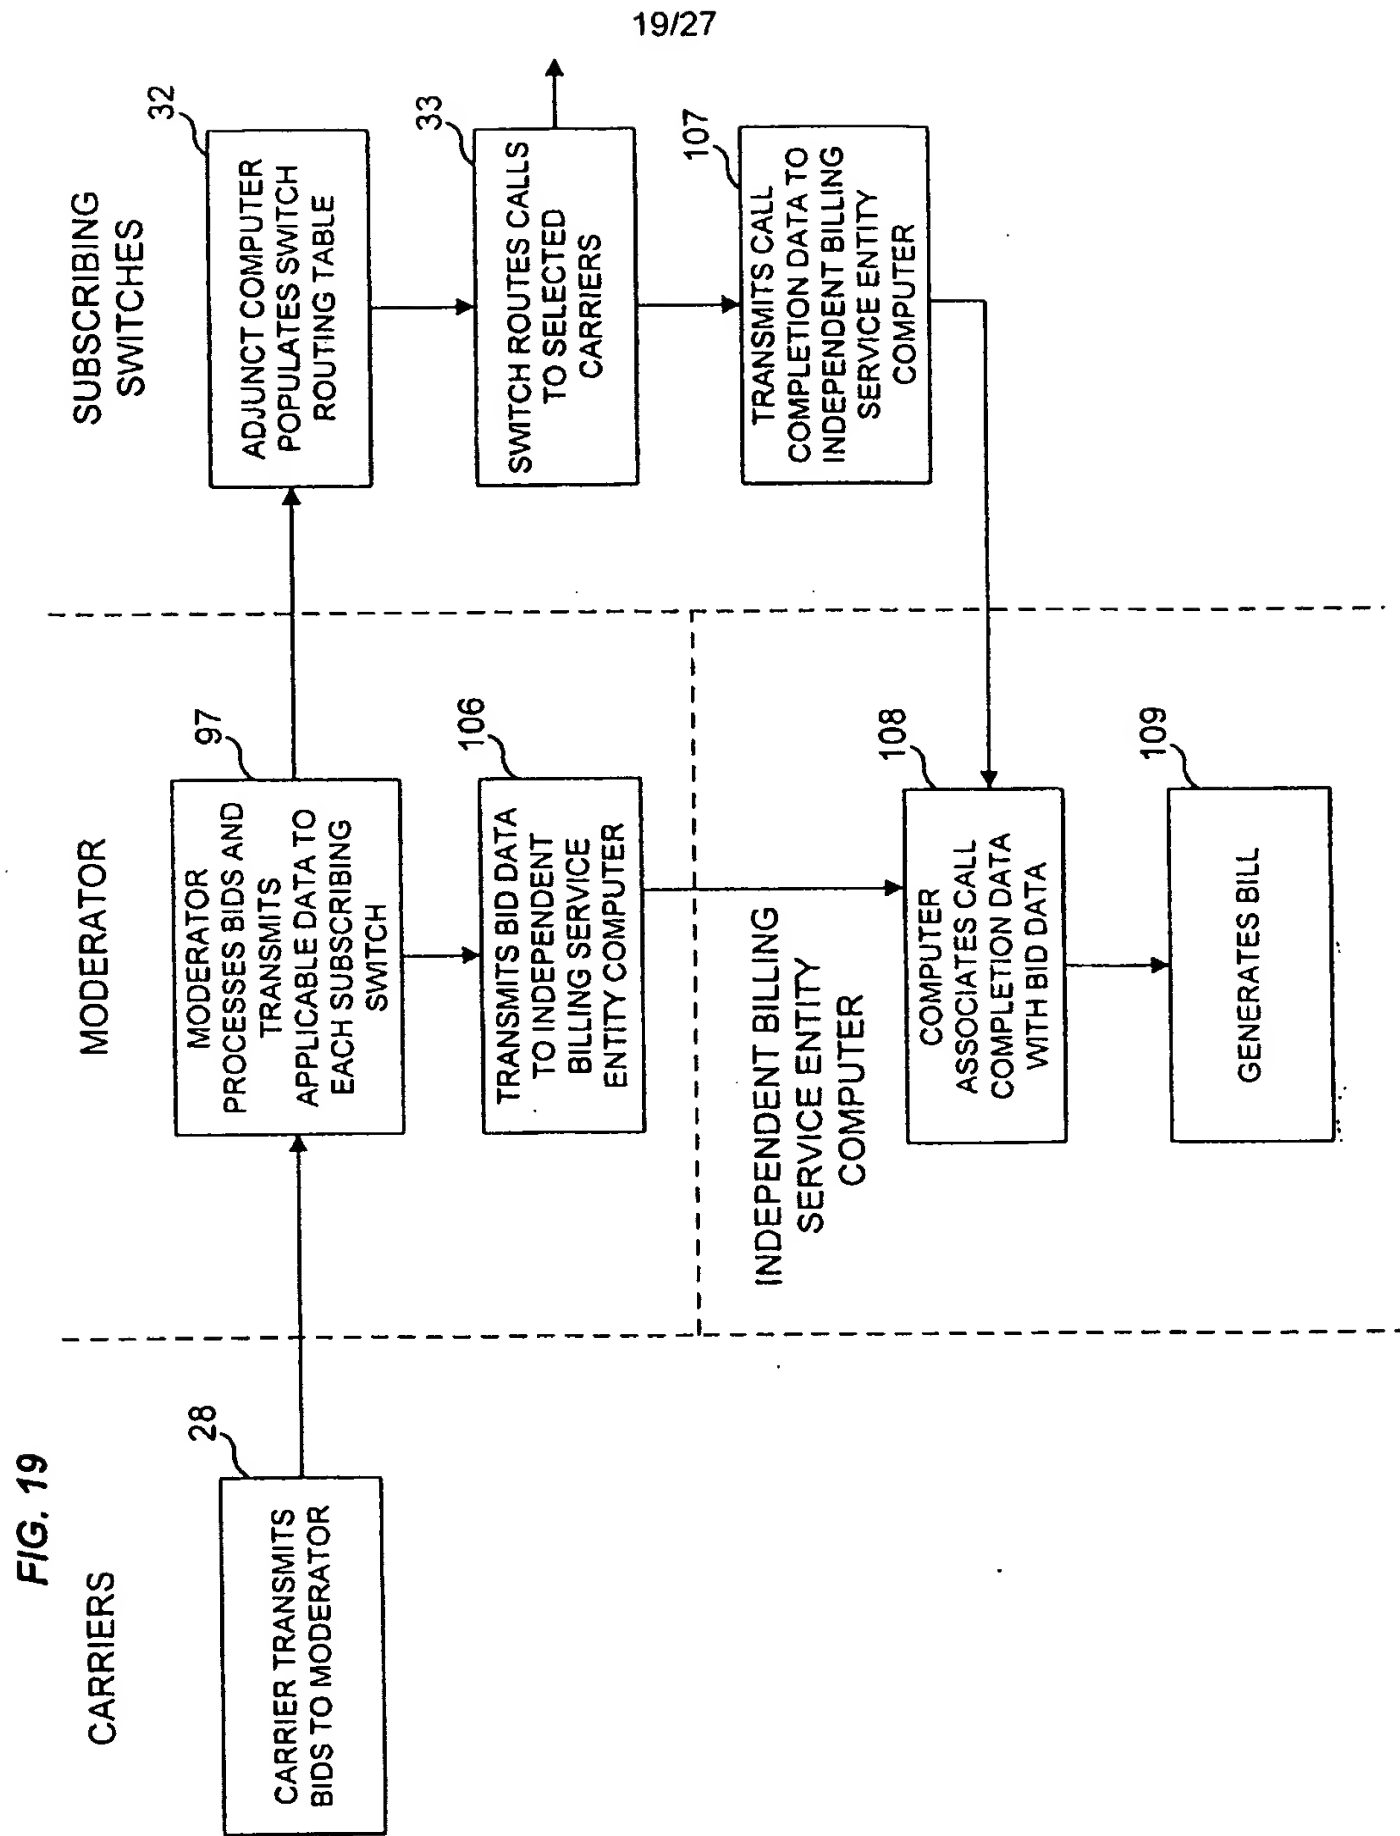 19/27
FIG. 19
CARRIERS
28
CARRIER TRANSMITS
BIDS TO MODERATOR
MODERATOR
97
MODERATOR
PROCESSES BIDS AND
TRANSMITS
APPLICABLE DATA TO
EACH SUBSCRIBING
SWITCH
106
TRANSMITS BID DATA
TO INDEPENDENT
BILLING SERVICE
ENTITY COMPUTER
INDEPENDENT BILLING
SERVICE ENTITY
COMPUTER
108
COMPUTER
ASSOCIATES CALL
COMPLETION DATA
WITH BID DATA
109
GENERATES BILL
SUBSCRIBING
SWITCHES
32
ADJUNCT COMPUTER
POPULATES SWITCH
ROUTING TABLE
33
SWITCH ROUTES CALLS
TO SELECTED
CARRIERS
107
TRANSMITS CALL
COMPLETION DATA TO
INDEPENDENT BILLING
SERVICE ENTITY
COMPUTER